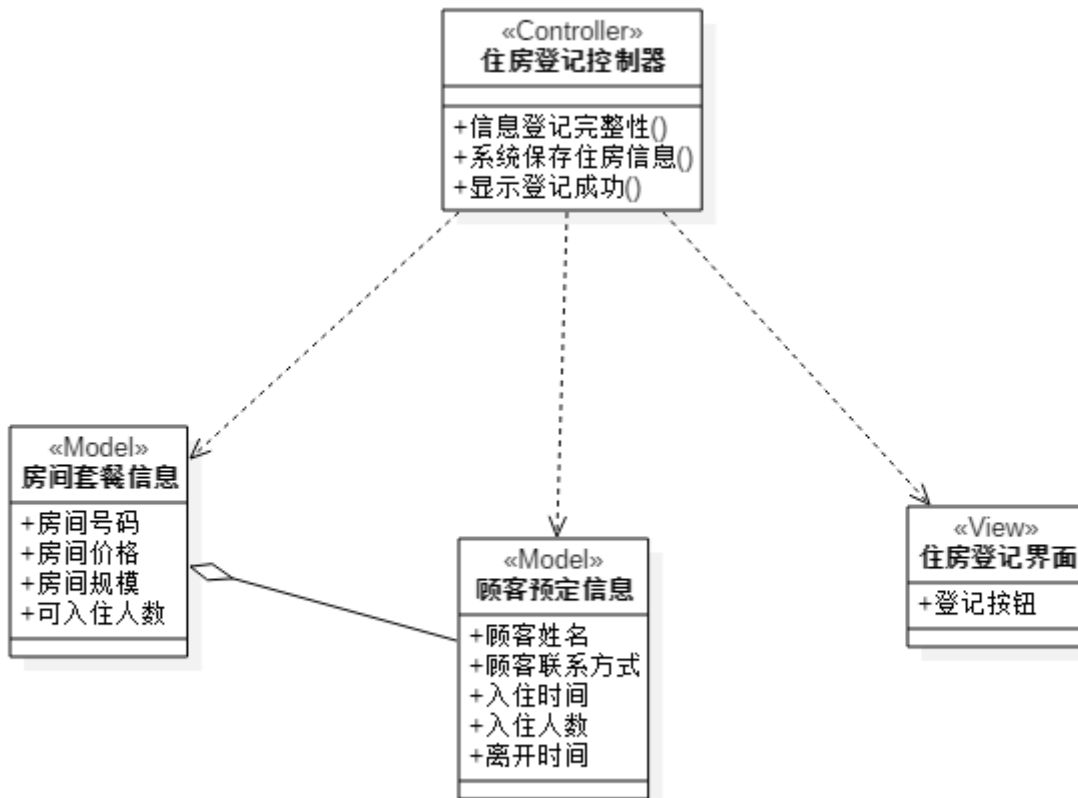 «Controller»
住房登记控制器
+信息登记完整性()
+系统保存住房信息()
+显示登记成功()
«Model»
房间套餐信息
+房间号码
+房间价格
+房间规模
+可入住人数
«Model»
顾客预定信息
+顾客姓名
+顾客联系方式
+入住时间
+入住人数
+离开时间
«View»
住房登记界面
+登记按钮